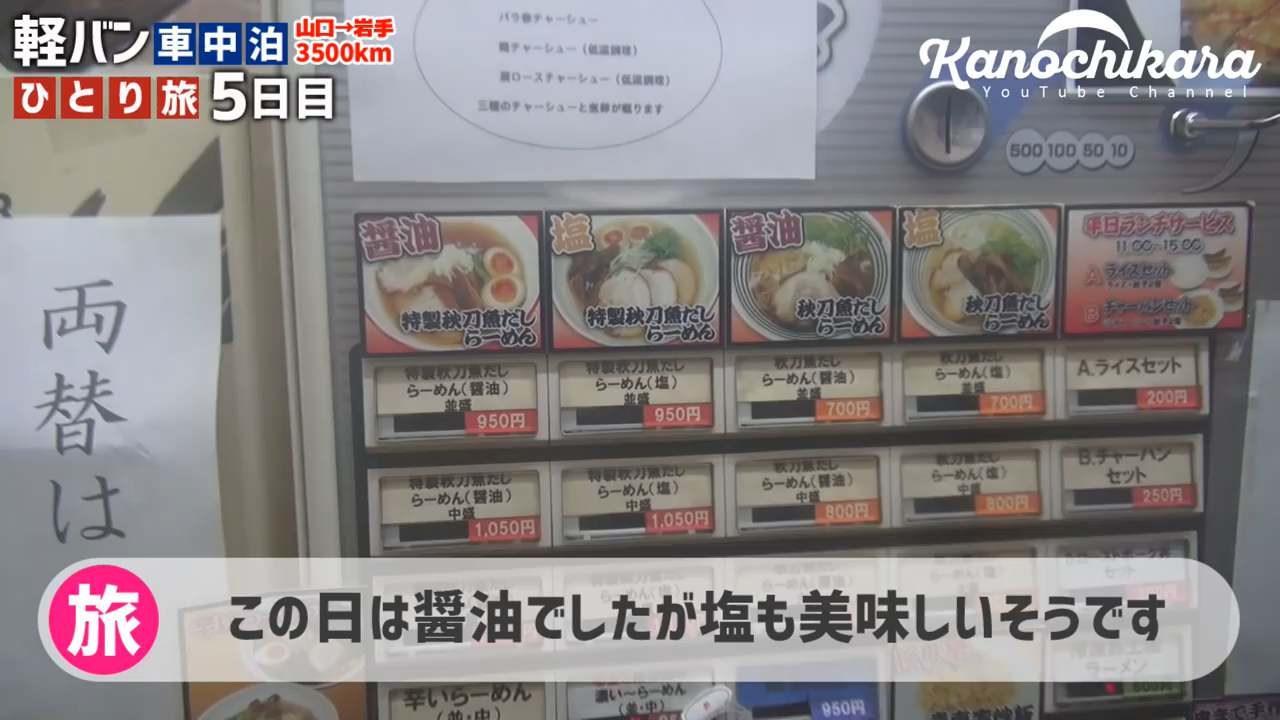 軽バン車中泊
山口→岩手
3500km
ひとり旅5日目
Kanochikara
YouTube Channel
バラ巻チャーシュー
鶏チャーシュー（低温調理）
肩ロースチャーシュー（低温調理）
三種のチャーシューと煮卵が載ります
500 100 50 10
両替は
醤油
特製秋刀魚だし
らーめん
塩
特製秋刀魚だし
らーめん
醤油
秋刀魚だし
らーめん
塩
秋刀魚だし
らーめん
平日ランチサービス
11:00~15:00
A ライスセット
B チャーハンセット
特製秋刀魚だし
らーめん（醤油）
並盛
950円
特製秋刀魚だし
らーめん（塩）
並盛
950円
秋刀魚だし
らーめん（醤油）
並盛
700円
秋刀魚だし
らーめん（塩）
並盛
700円
A.ライスセット
200円
特製秋刀魚だし
らーめん（醤油）
中盛
1,050円
特製秋刀魚だし
らーめん（塩）
中盛
1,050円
秋刀魚だし
らーめん（醤油）
中盛
800円
秋刀魚だし
らーめん（塩）
中盛
800円
B.チャーハン
セット
250円
旅
この日は醤油でしたが塩も美味しいそうです
辛いらーめん
（並・中）
濃い～らーめん
（並・中）
950円
ラーメン